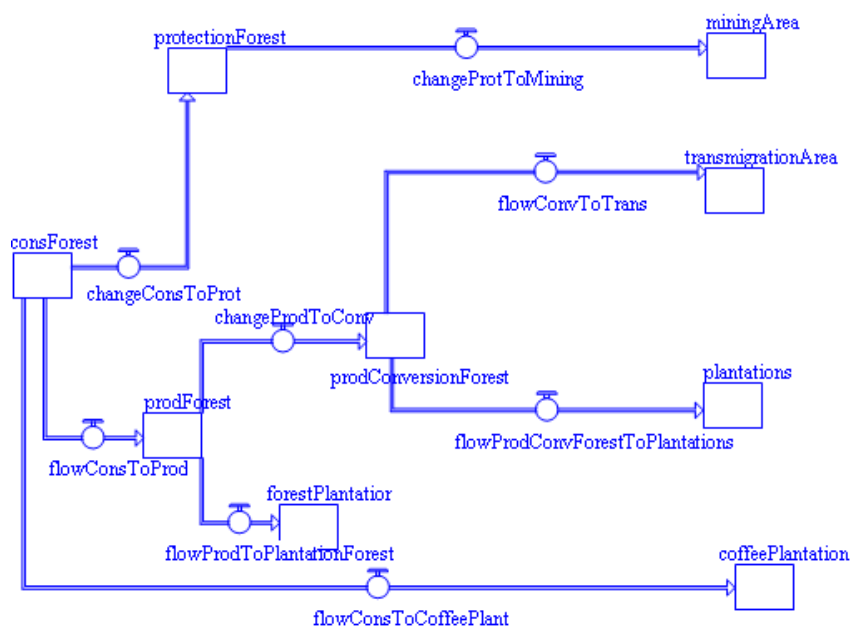 miningArea
protectionForest
changeProtToMining
transmigrationArea
flowConvToTrans
consForest
changeConsToProt
changeProdToConv
prodConversionForest
plantations
prodForest
flowProdConvForestToPlantations
flowConsToProd
forestPlantatior
flowProdToPlantationForest
coffeePlantation
flowConsToCoffeePlant